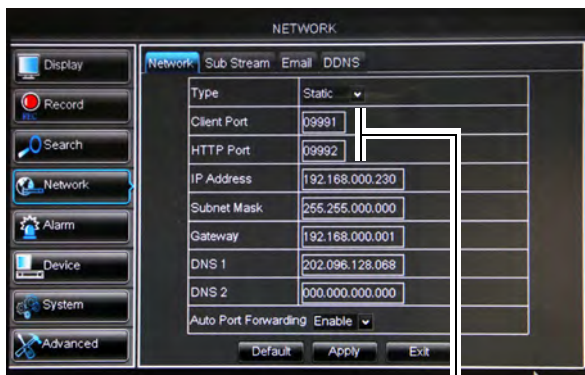 NETWORK
Display
Record
REC
Search
Network
Alarm
Device
System
Advanced
Network Sub Stream Email DDNS
Type Static
Client Port 09991
HTTP Port 09992
IP Address 192.168.000.230
Subnet Mask 255.255.000.000
Gateway 192.168.000.001
DNS 1 202.096.128.068
DNS 2 000.000.000.000
Auto Port Forwarding Enable
Default Apply Exit